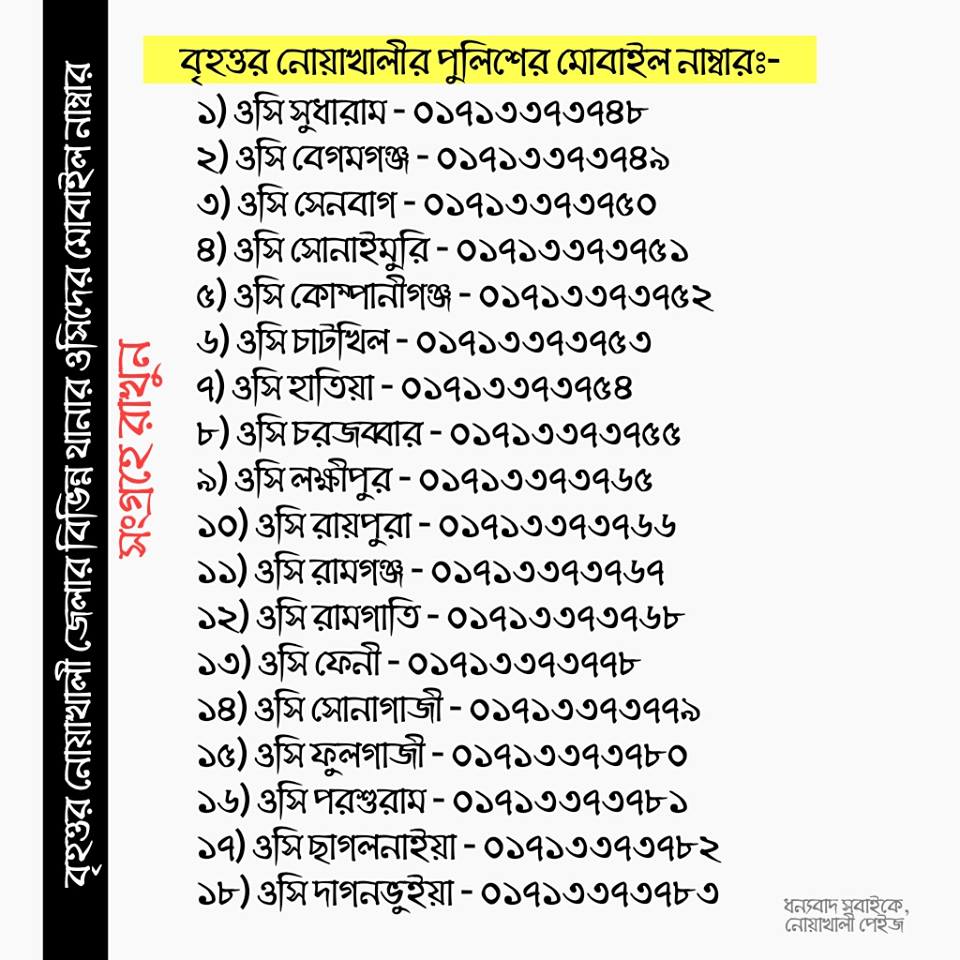 বৃহত্তর নোয়াখালী জেলার বিভিন্ন থানার ওসিদের মোবাইল নাম্বার
সংগ্রহে রাখুন
বৃহত্তর নোয়াখালীর পুলিশের মোবাইল নাম্বারঃ-
১) ওসি সুধারাম - ০১৭১৩৩৭৩৭৪৮
২) ওসি বেগমগঞ্জ - ০১৭১৩৩৭৩৭৪৯
৩) ওসি সেনবাগ - ০১৭১৩৩৭৩৭৫০
৪) ওসি সোনাইমুরি - ০১৭১৩৩৭৩৭৫১
৫) ওসি কোম্পানীগঞ্জ - ০১৭১৩৩৭৩৭৫২
৬) ওসি চাটখিল - ০১৭১৩৩৭৩৭৫৩
৭) ওসি হাতিয়া - ০১৭১৩৩৭৩৭৫৪
৮) ওসি চরজব্বার - ০১৭১৩৩৭৩৭৫৫
৯) ওসি লক্ষীপুর - ০১৭১৩৩৭৩৭৬৫
১০) ওসি রায়পুরা - ০১৭১৩৩৭৩৭৬৬
১১) ওসি রামগঞ্জ - ০১৭১৩৩৭৩৭৬৭
১২) ওসি রামগাতি - ০১৭১৩৩৭৩৭৬৮
১৩) ওসি ফেনী - ০১৭১৩৩৭৩৭৭৮
১৪) ওসি সোনাগাজী - ০১৭১৩৩৭৩৭৭৯
১৫) ওসি ফুলগাজী - ০১৭১৩৩৭৩৭৮০
১৬) ওসি পরশুরাম - ০১৭১৩৩৭৩৭৮১
১৭) ওসি ছাগলনাইয়া - ০১৭১৩৩৭৩৭৮২
১৮) ওসি দাগনভুইয়া - ০১৭১৩৩৭৩৭৮৩
ধন্যবাদ সবাইকে,
নোয়াখালী পেইজ